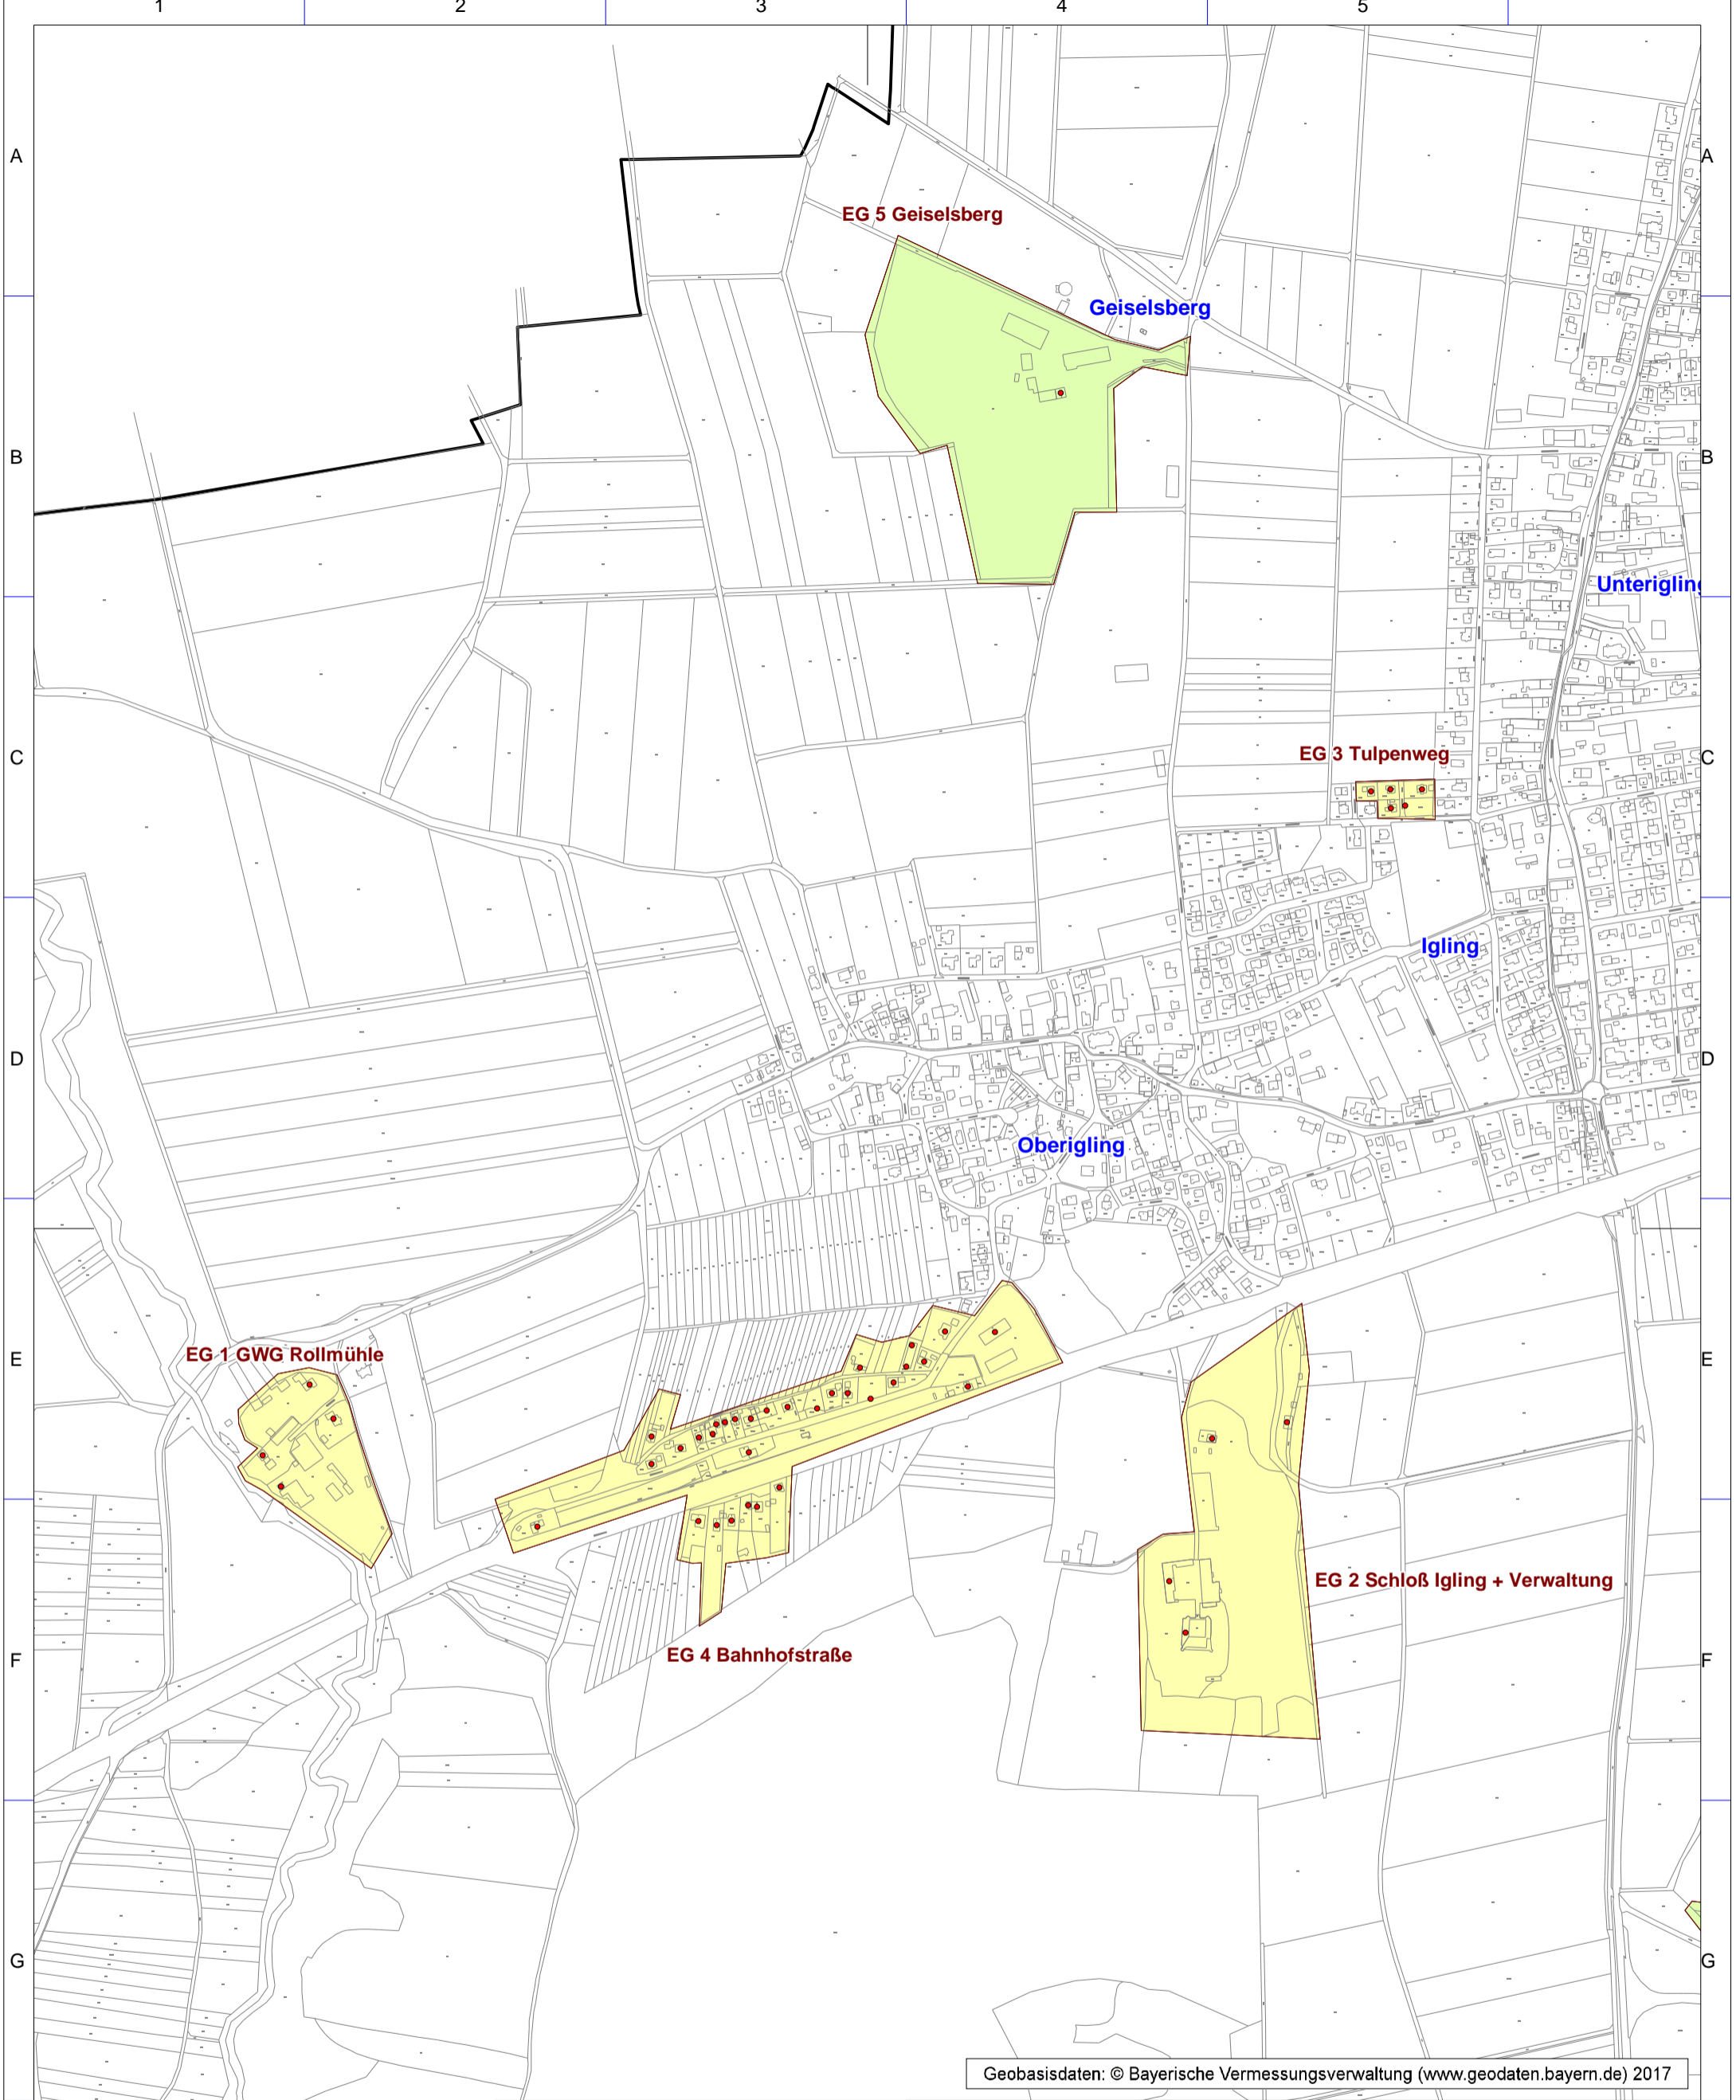 1 2 3 4 5
A A
EG 5 Geiselsberg
Geiselsberg
B B
Unterigling
EG 3 Tulpenweg
C C
Igling
D D
Oberigling
E E
EG 1 GWG Rollmühle
EG 2 Schloß Igling + Verwaltung
EG 4 Bahnhofstraße
F F
G G
Geobasisdaten: © Bayerische Vermessungsverwaltung (www.geodaten.bayern.de) 2017